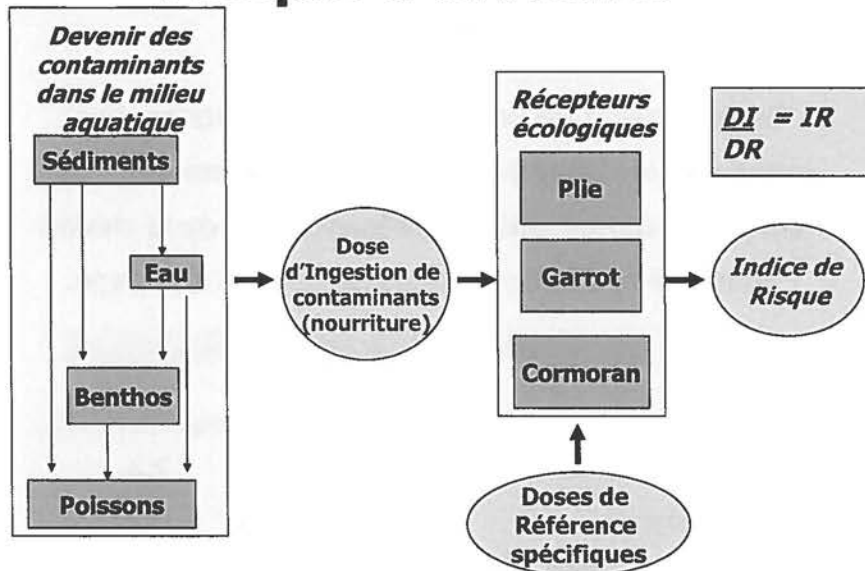 Devenir des
contaminants
dans le milieu
aquatique
Sédiments
Eau
Benthos
Poissons
Dose
d'Ingestion de
contaminants
(nourriture)
Récepteurs
écologiques
Plie
Garrot
Cormoran
Doses de
Référence
spécifiques
DI = IR
DR
Indice de
Risque